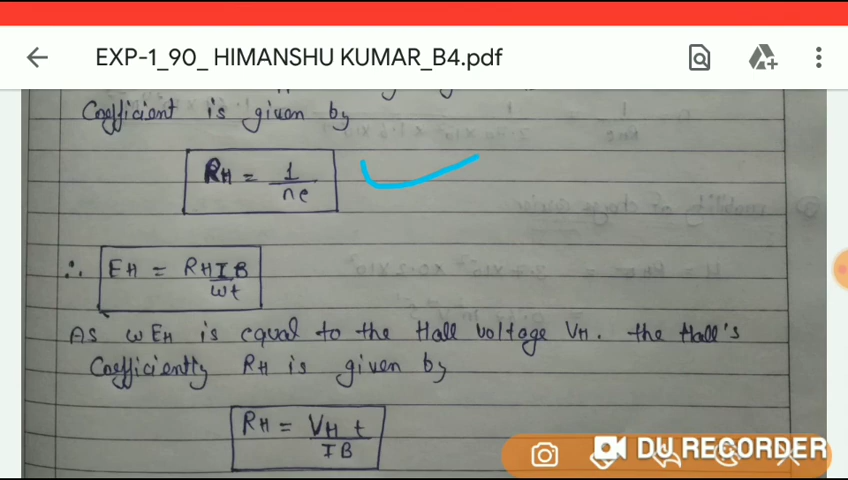 EXP-1_90_ HIMANSHU KUMAR_B4.pdf
Coefficient is given by
RH = 1/ne
∴ EH = RHIB/wt
As wEH is equal to the Hall voltage VH. the Hall's
Coefficiently RH is given by
RH = VH t/IB
DU RECORDER